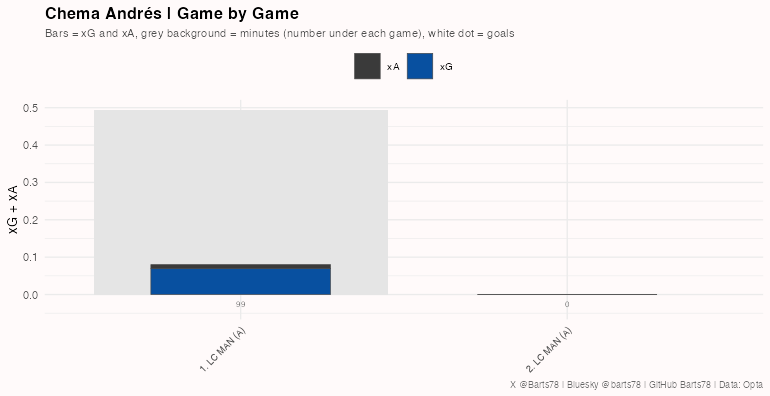 Chema Andrés | Game by Game
Bars = xG and xA, grey background = minutes (number under each game), white dot = goals
xA xG
xG + xA
0.5
0.4
0.3
0.2
0.1
0.0
99 0
1. LC MAN (A) 2. LC MAN (A)
X @Barts78 | Bluesky @barts78 | GitHub Barts78 | Data: Opta